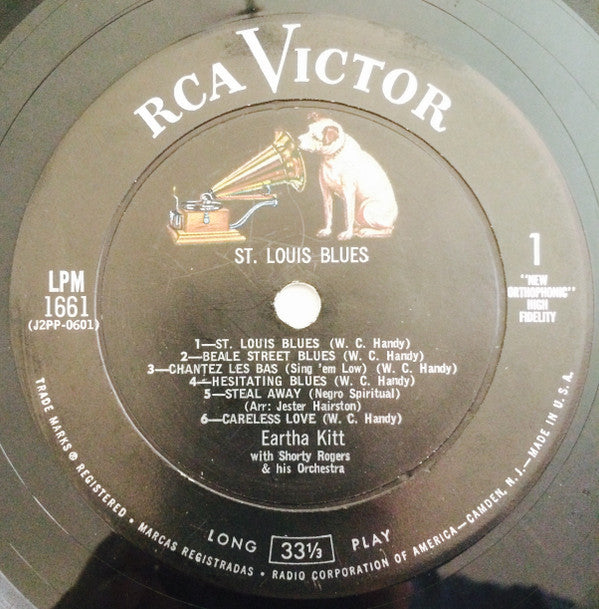 RCA VICTOR
ST. LOUIS BLUES
LPM
1661
(J2PP-0601)
1
"NEW
ORTHOPHONIC"
HIGH
FIDELITY
1—ST. LOUIS BLUES (W. C. Handy)
2—BEALE STREET BLUES (W. C. Handy)
3—CHANTEZ LES BAS (Sing 'em Low) (W. C. Handy)
4—HESITATING BLUES (W. C. Handy)
5—STEAL AWAY (Negro Spiritual)
(Arr: Jester Hairston)
6—CARELESS LOVE (W. C. Handy)
Eartha Kitt
with Shorty Rogers
& his Orchestra
LONG 33⅓ PLAY
TRADE MARKS ® REGISTERED • MARCAS REGISTRADAS • RADIO CORPORATION OF AMERICA—CAMDEN, N. J.—MADE IN U. S. A.